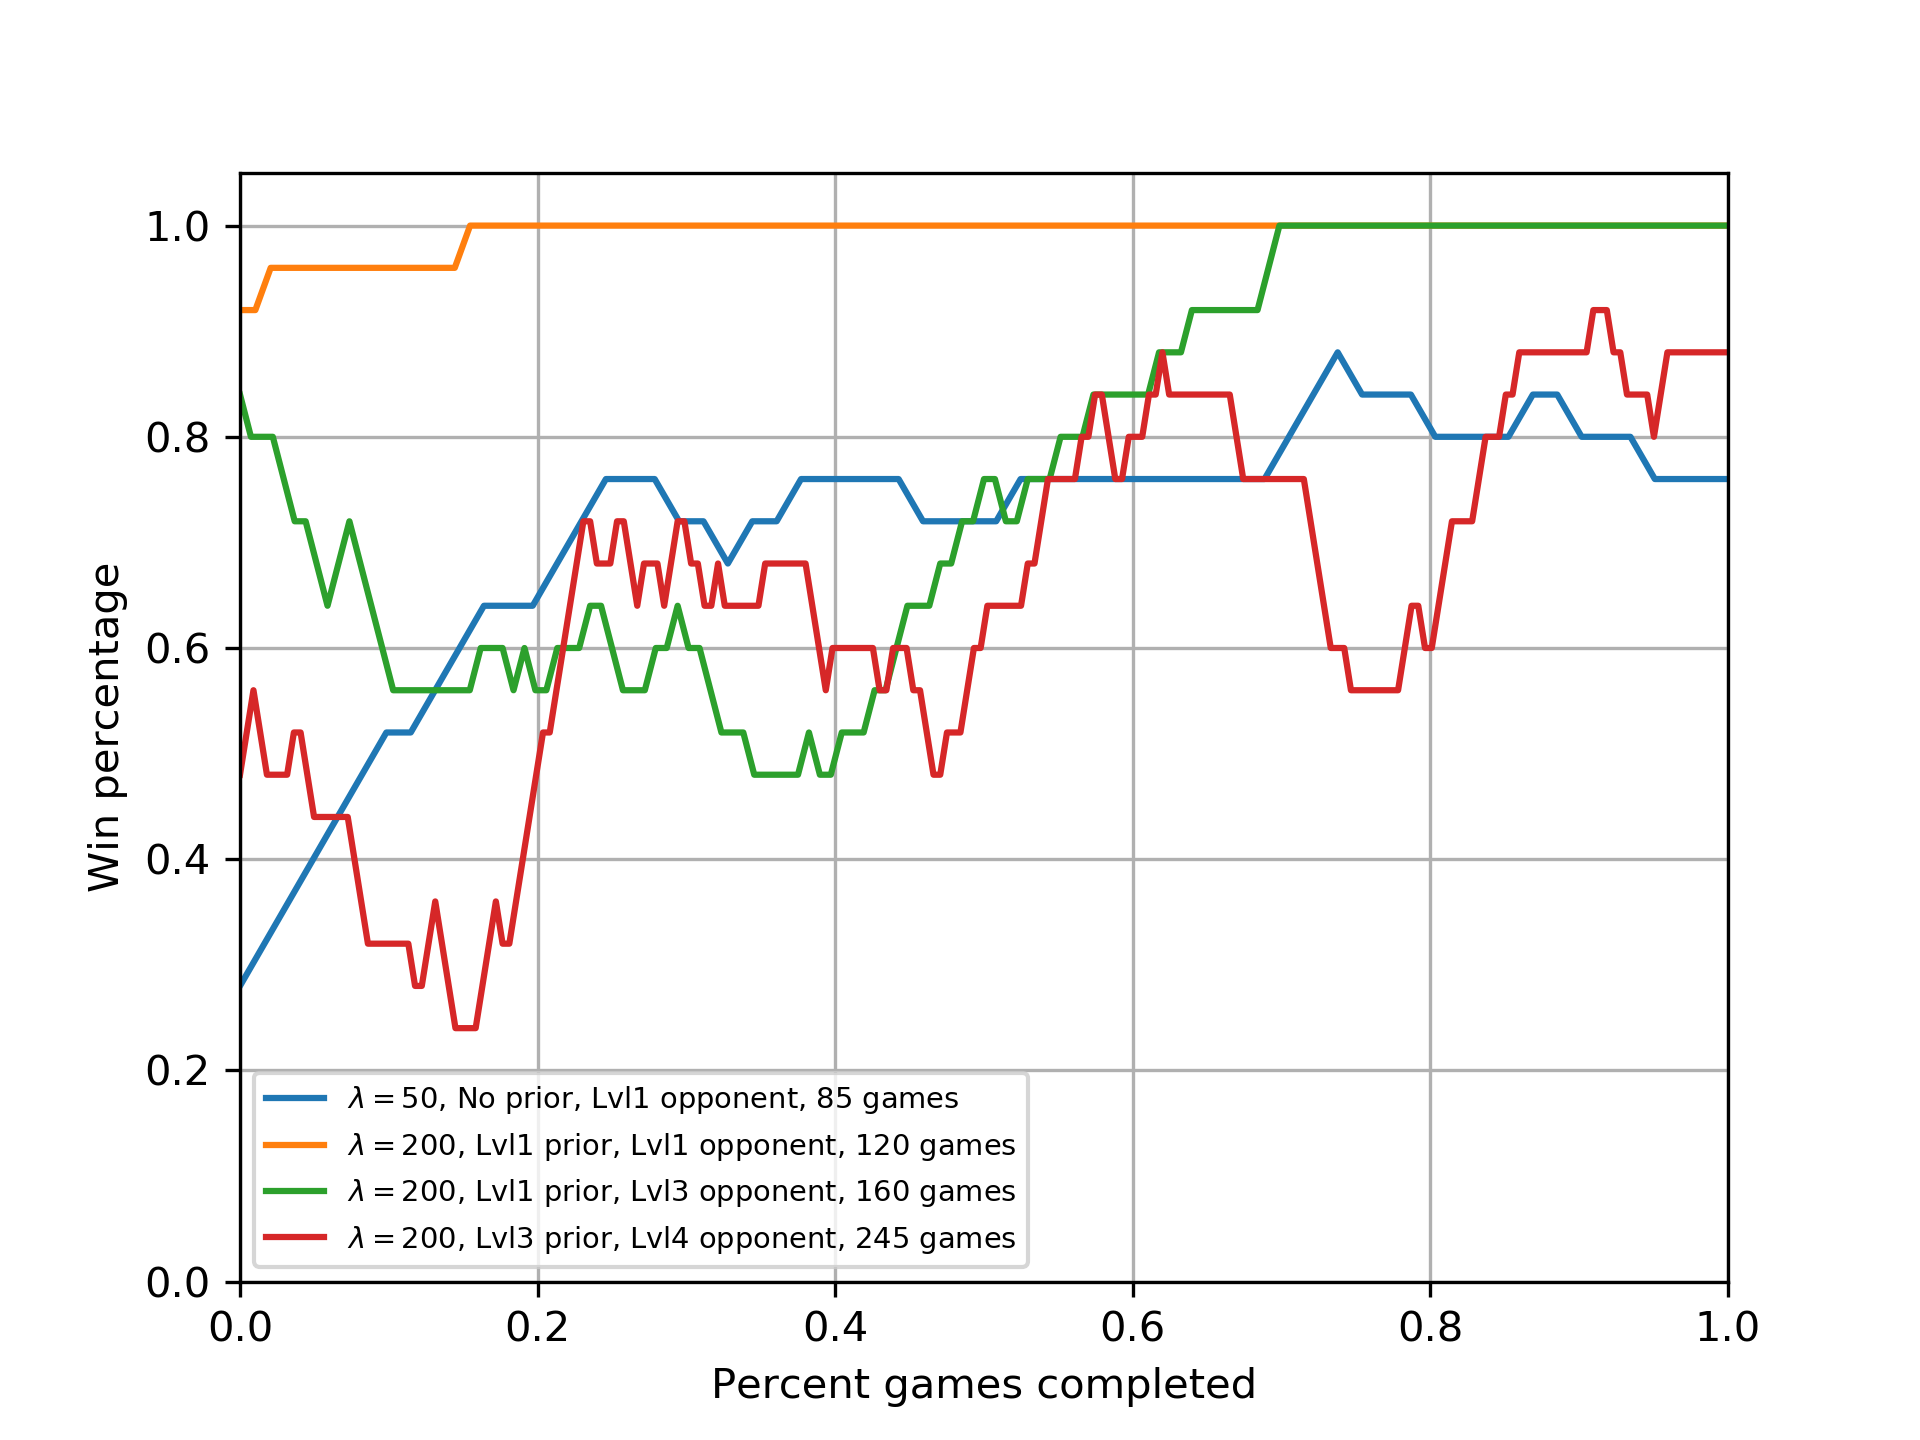 1.0
0.8
0.6
0.4
0.2
0.0
Win percentage
λ = 50, No prior, Lvl1 opponent, 85 games
λ = 200, Lvl1 prior, Lvl1 opponent, 120 games
λ = 200, Lvl1 prior, Lvl3 opponent, 160 games
λ = 200, Lvl3 prior, Lvl4 opponent, 245 games
0.0 0.2 0.4 0.6 0.8 1.0
Percent games completed